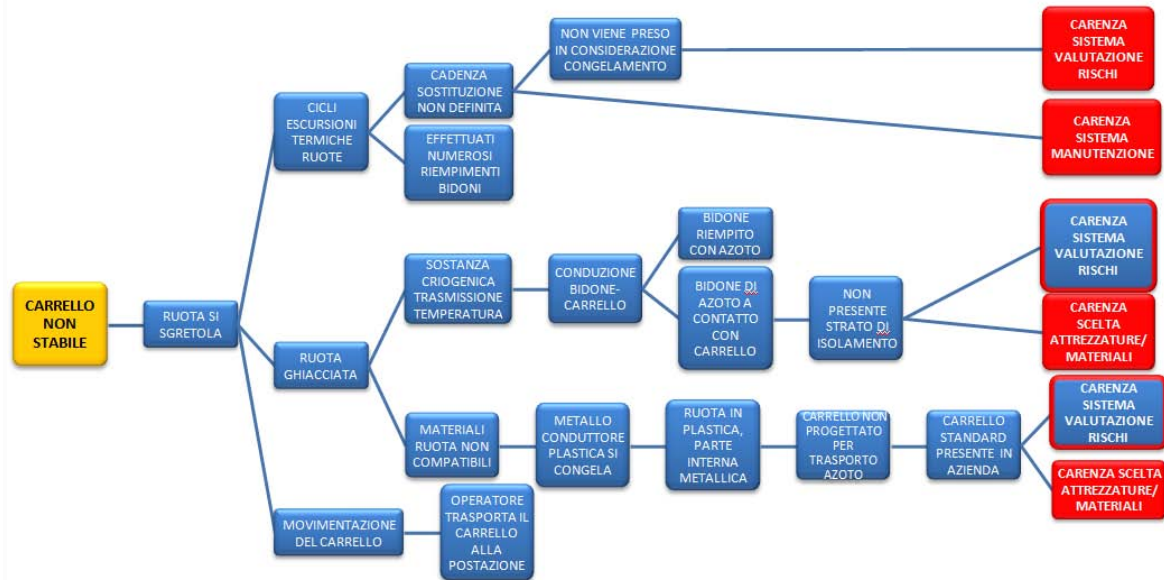 CARRELLO
NON
STABILE
RUOTA SI
SGRETOLA
CICLI
ESCURSIONI
TERMICHE
RUOTE
CADENZA
SOSTITUZIONE
NON DEFINITA
NON VIENE PRESO
IN CONSIDERAZIONE
CONGELAMENTO
CARENZA
SISTEMA
VALUTAZIONE
RISCHI
CARENZA
SISTEMA
MANUTENZIONE
EFFETTUATI
NUMEROSI
RIEMPIMENTI
BIDONI
RUOTA
GHIACCIATA
SOSTANZA
CRIOGENICA
TRASMISSIONE
TEMPERATURA
CONDUZIONE
BIDONE-
CARRELLO
BIDONE
RIEMPITO
CON AZOTO
BIDONE DI
AZOTO A
CONTATTO
CON
CARRELLO
NON
PRESENTE
STRATO DI
ISOLAMENTO
CARENZA
SISTEMA
VALUTAZIONE
RISCHI
CARENZA
SCELTA
ATTREZZATURE/
MATERIALI
MATERIALI
RUOTA NON
COMPATIBILI
METALLO
CONDUTTORE
PLASTICA SI
CONGELA
RUOTA IN
PLASTICA,
PARTE
INTERNA
METALLICA
CARRELLO NON
PROGETTATO
PER
TRASPORTO
AZOTO
CARRELLO
STANDARD
PRESENTE IN
AZIENDA
CARENZA
SISTEMA
VALUTAZIONE
RISCHI
CARENZA SCELTA
ATTREZZATURE/
MATERIALI
MOVIMENTAZIONE
DEL CARRELLO
OPERATORE
TRASPORTA IL
CARRELLO
ALLA
POSTAZIONE